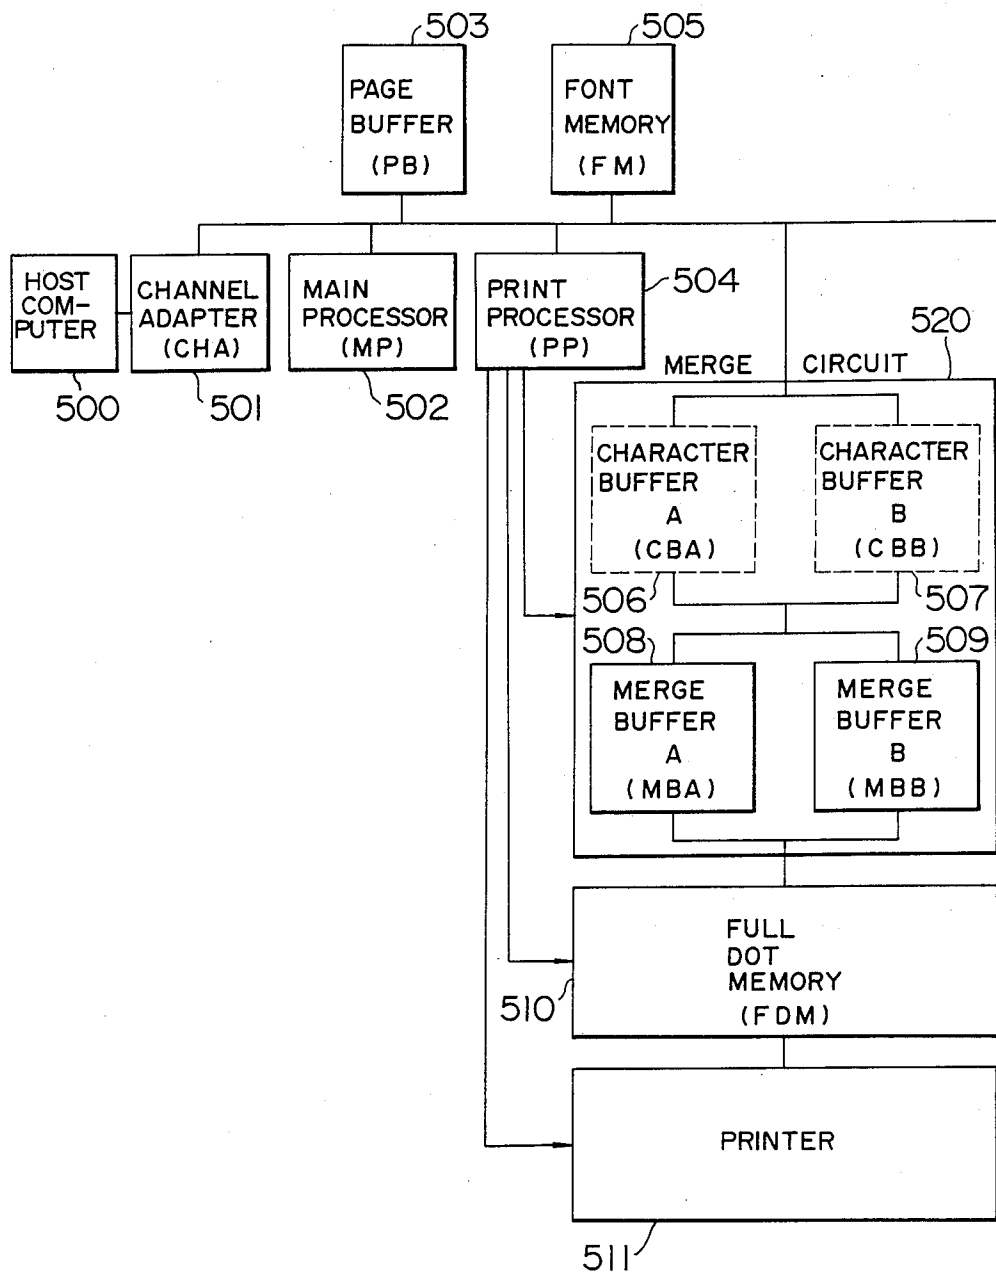 503
505
PAGE
BUFFER
(PB)
FONT
MEMORY
(FM)
HOST
COM-
PUTER
CHANNEL
ADAPTER
(CHA)
MAIN
PROCESSOR
(MP)
PRINT
PROCESSOR
(PP)
504
500
501
502
520
MERGE CIRCUIT
CHARACTER
BUFFER
A
(CBA)
CHARACTER
BUFFER
B
(CBB)
506
507
508
509
MERGE
BUFFER
A
(MBA)
MERGE
BUFFER
B
(MBB)
FULL
DOT
MEMORY
(FDM)
510
PRINTER
511